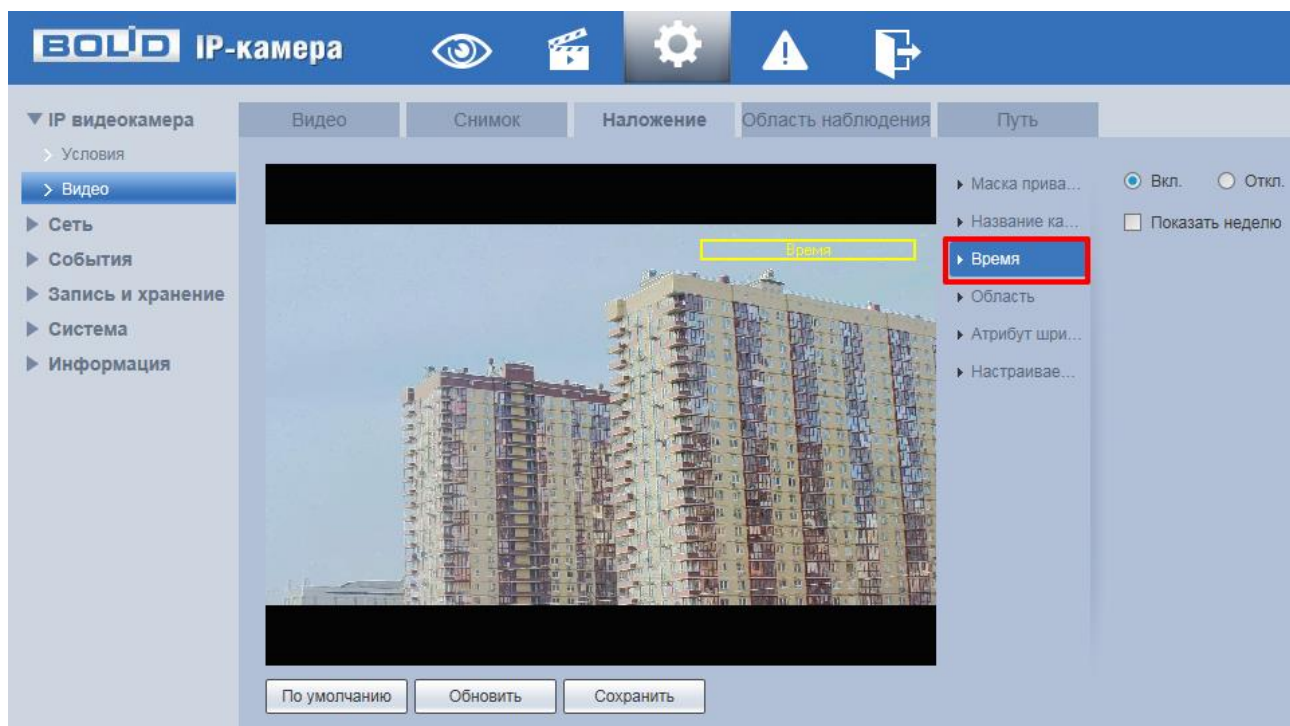 BOLID IP-камера
IP видеокамера
Условия
Видео
Сеть
События
Запись и хранение
Система
Информация
Видео
Снимок
Наложение
Область наблюдения
Путь
Время
Маска прива...
Название ка...
Время
Область
Атрибут шри...
Настраивае...
Вкл.
Откл.
Показать неделю
По умолчанию
Обновить
Сохранить